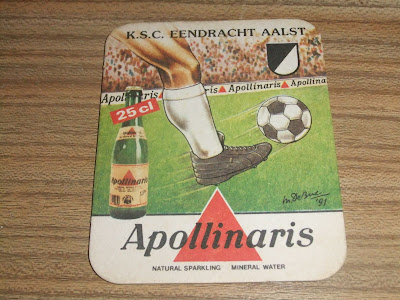 K.S.C. EENDRACHT AALST
Apollinaris Apollinaris Apollina
25 cl
Apollinaris
'91
Apollinaris
NATURAL SPARKLING MINERAL WATER